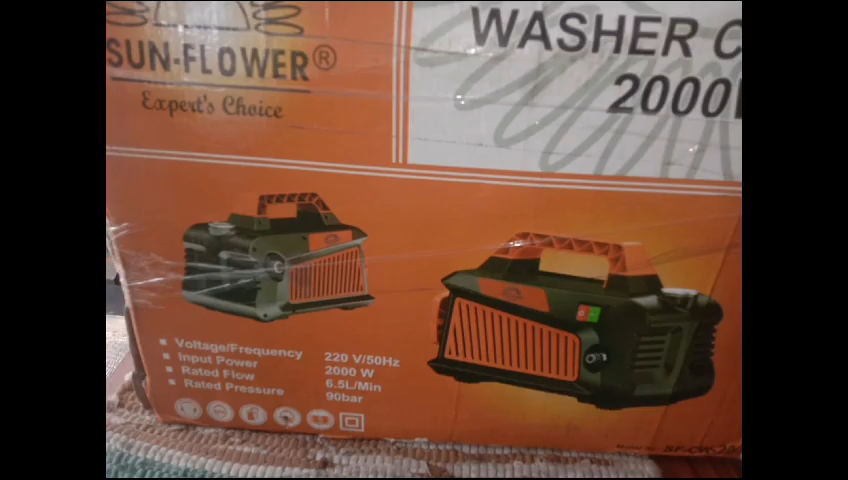 SUN-FLOWER®
Expert's Choice
WASHER
2000
Voltage/Frequency 220 V/50Hz
Input Power 2000 W
Rated Flow 6.5L/Min
Rated Pressure 90bar